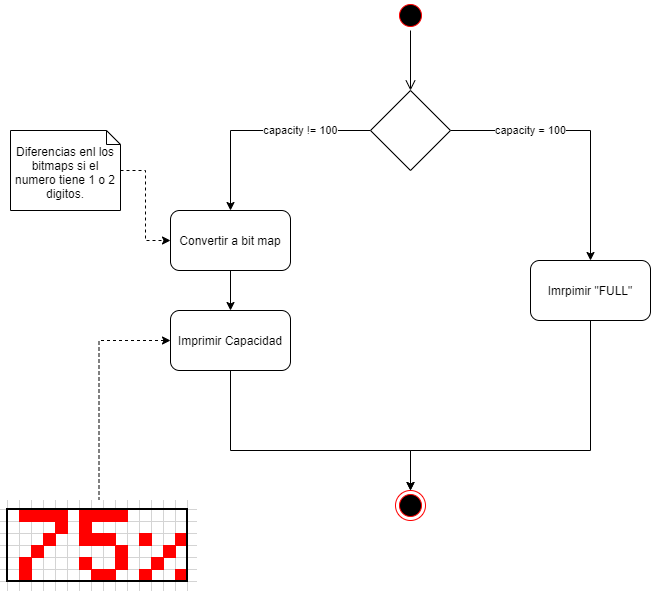 capacity != 100
capacity = 100
Diferencias enl los
bitmaps si el
numero tiene 1 o 2
digitos.
Convertir a bit map
Imrpimir "FULL"
Imprimir Capacidad
75%